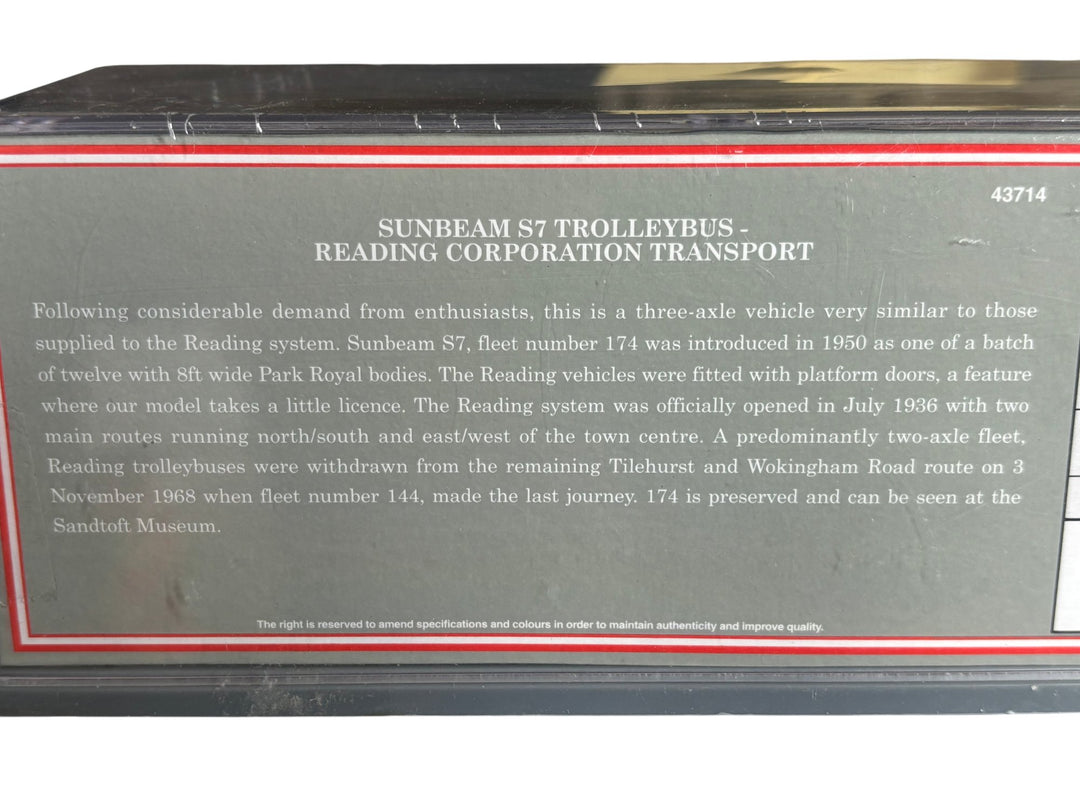 43714
SUNBEAM S7 TROLLEYBUS -
READING CORPORATION TRANSPORT
Following considerable demand from enthusiasts, this is a three-axle vehicle very similar to those
supplied to the Reading system. Sunbeam S7, fleet number 174 was introduced in 1950 as one of a batch
of twelve with 8ft wide Park Royal bodies. The Reading vehicles were fitted with platform doors, a feature
where our model takes a little licence. The Reading system was officially opened in July 1936 with two
main routes running north/south and east/west of the town centre. A predominantly two-axle fleet,
Reading trolleybuses were withdrawn from the remaining Tilehurst and Wokingham Road route on 3
November 1968 when fleet number 144, made the last journey. 174 is preserved and can be seen at the
Sandtoft Museum.
The right is reserved to amend specifications and colours in order to maintain authenticity and improve quality.